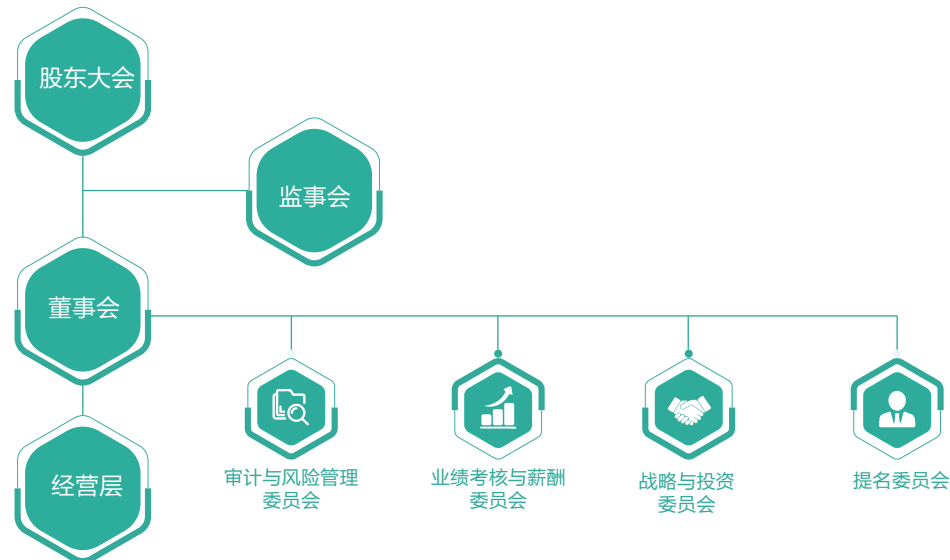 股东大会
监事会
董事会
经营层
审计与风险管理
委员会
业绩考核与薪酬
委员会
战略与投资
委员会
提名委员会